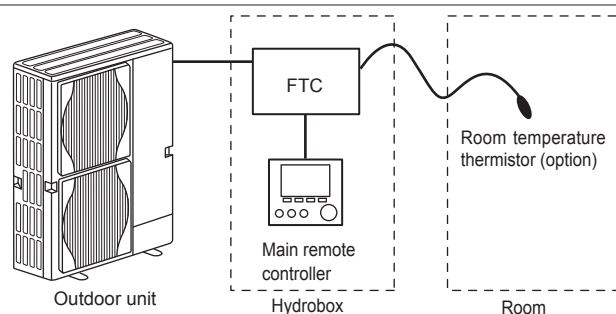 FTC
Room temperature
thermistor (option)
Main remote
controller
Outdoor unit
Hydrobox
Room